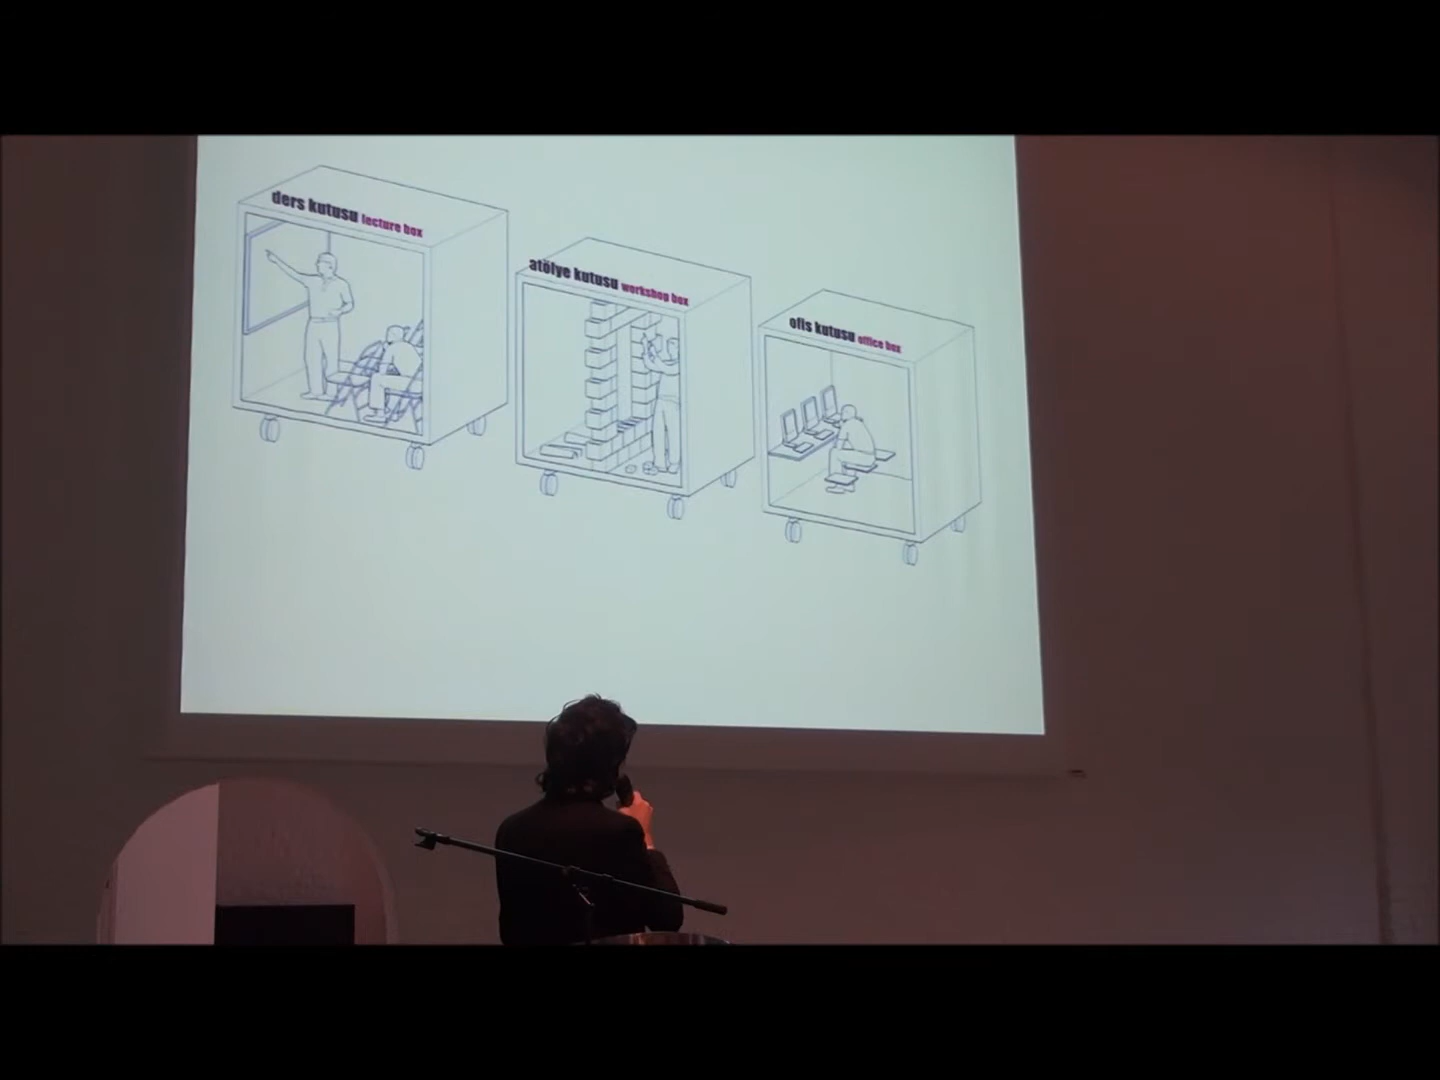 ders kutusu lecture box
atölye kutusu workshop box
ofis kutusu office box